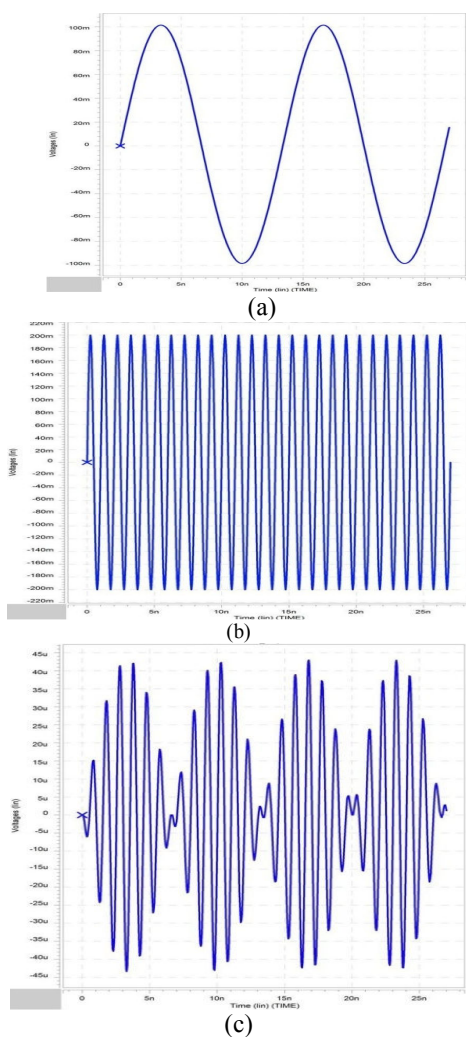 100m
80m
60m
40m
20m
0
-20m
-40m
-60m
-80m
-100m
Voltages (lin)
0 5n 10n 15n 20n 25n
Time (lin) (TIME)
(a)
220m
200m
180m
160m
140m
120m
100m
80m
60m
40m
20m
0
-20m
-40m
-60m
-80m
-100m
-120m
-140m
-160m
-180m
-200m
-220m
Voltages (lin)
0 5n 10n 15n 20n 25n
Time (lin) (TIME)
(b)
45u
40u
35u
30u
25u
20u
15u
10u
5u
0
-5u
-10u
-15u
-20u
-25u
-30u
-35u
-40u
-45u
Voltages (lin)
0 5n 10n 15n 20n 25n
Time (lin) (TIME)
(c)